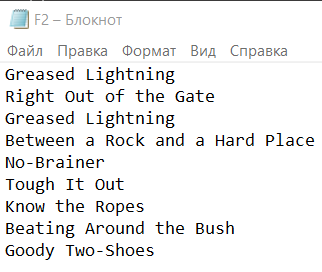 F2 – Блокнот
Файл Правка Формат Вид Справка
Greased Lightning
Right Out of the Gate
Greased Lightning
Between a Rock and a Hard Place
No-Brainer
Tough It Out
Know the Ropes
Beating Around the Bush
Goody Two-Shoes